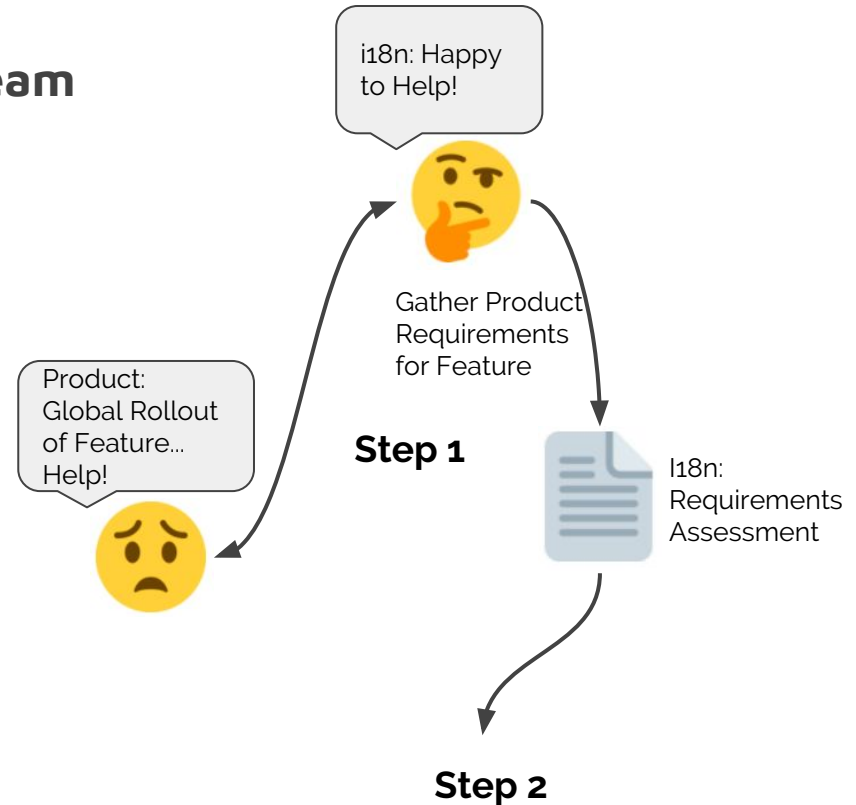 i18n: Happy
to Help!
Gather Product
Requirements
for Feature
Product:
Global Rollout
of Feature...
Help!
Step 1
I18n:
Requirements
Assessment
Step 2